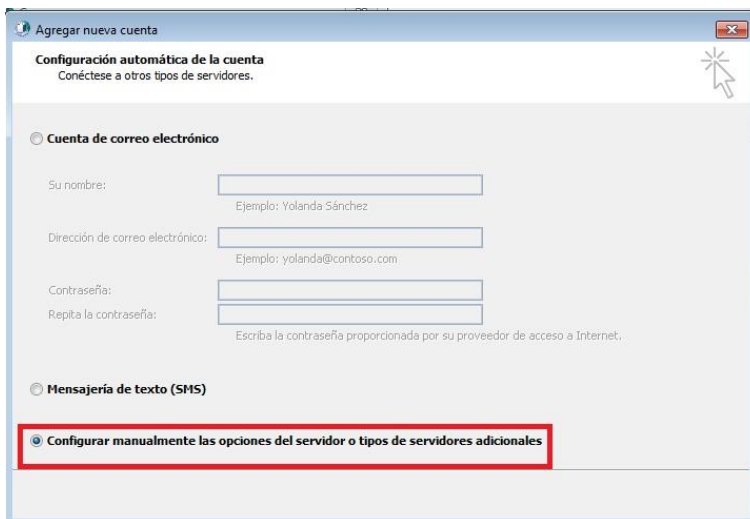 Agregar nueva cuenta
Configuración automática de la cuenta
Conéctese a otros tipos de servidores.
Cuenta de correo electrónico
Su nombre:
Ejemplo: Yolanda Sánchez
Dirección de correo electrónico:
Ejemplo: yolanda@contoso.com
Contraseña:
Repita la contraseña:
Escriba la contraseña proporcionada por su proveedor de acceso a Internet.
Mensajería de texto (SMS)
Configurar manualmente las opciones del servidor o tipos de servidores adicionales